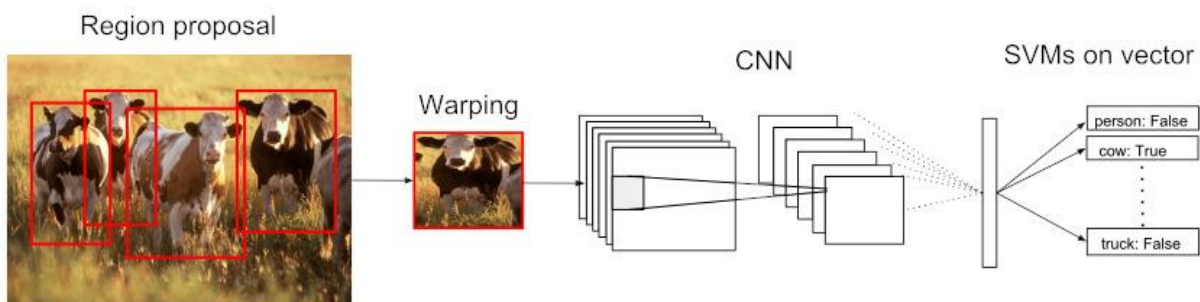 Region proposal
Warping
CNN
SVMs on vector
person: False
cow: True
truck: False